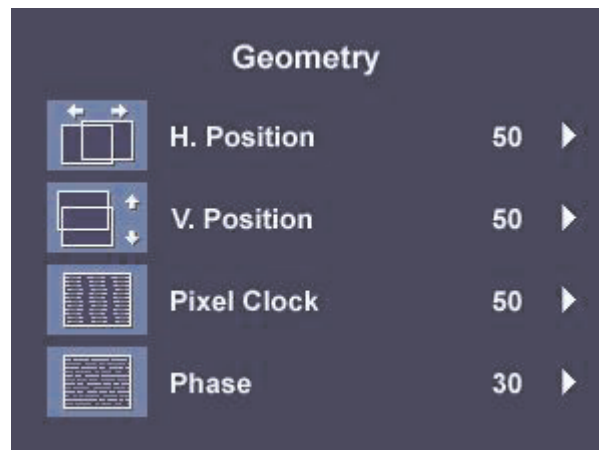 Geometry
H. Position 50
V. Position 50
Pixel Clock 50
Phase 30